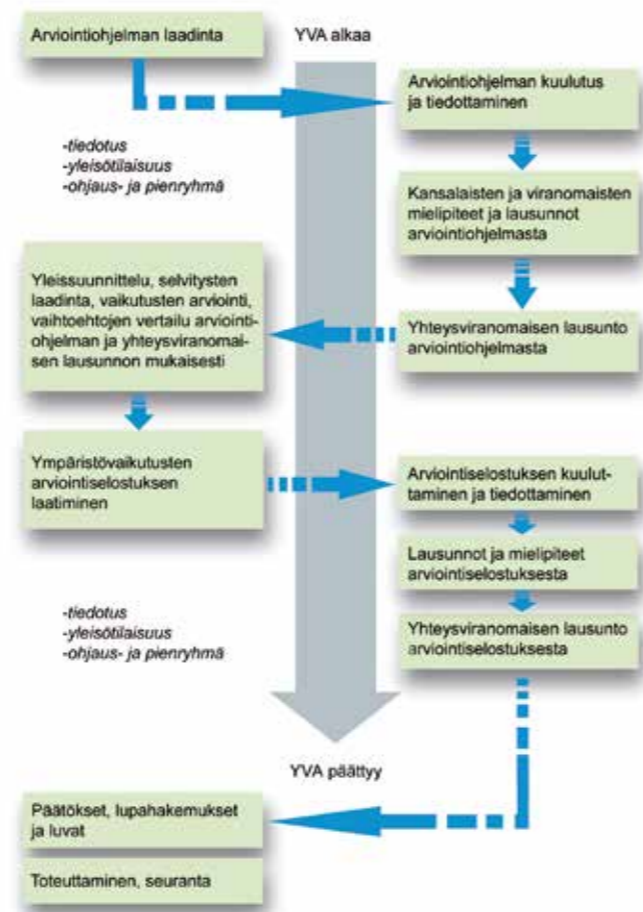 Arviointiohjelman laadinta
YVA alkaa
Arviointiohjelman kuulutus
ja tiedottaminen
-tiedotus
-yleisötilaisuus
-ohjaus- ja pienryhmä
Kansalaisten ja viranomaisten
mielipiteet ja lausunnot
arviointiohjelmasta
Yhteysviranomaisen lausunto
arviointiohjelmasta
Yleissuunnittelu, selvitysten
laadinta, vaikutusten arviointi,
vaihtoehtojen vertailu arviointi-
ohjelman ja yhteysviranomai-
sen lausunnon mukaisesti
Ympäristövaikutusten
arviointiselostuksen
laatiminen
Arviointiselostuksen kuulut-
taminen ja tiedottaminen
Lausunnot ja mielipiteet
arviointiselostuksesta
-tiedotus
-yleisötilaisuus
-ohjaus- ja pienryhmä
Yhteysviranomaisen lausunto
arviointiselostuksesta
YVA päättyy
Päätökset, lupahakemukset
ja luvat
Toteuttaminen, seuranta